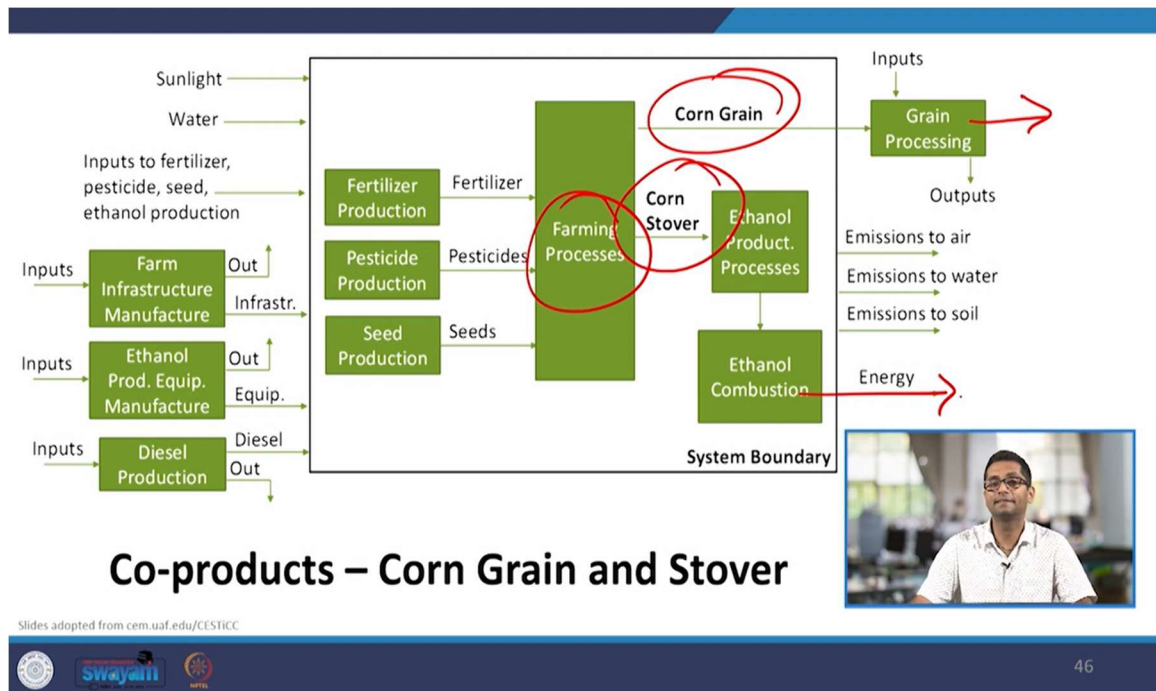 Sunlight
Water
Inputs to fertilizer,
pesticide, seed,
ethanol production
Inputs
Farm
Infrastructure
Manufacture
Out
Infrastr.
Inputs
Ethanol
Prod. Equip.
Manufacture
Out
Equip.
Inputs
Diesel
Production
Diesel
Out
Fertilizer
Production
Fertilizer
Pesticide
Production
Pesticides
Seed
Production
Seeds
Farming
Processes
Corn Grain
Corn
Stover
Ethanol
Product.
Processes
Ethanol
Combustion
System Boundary
Inputs
Grain
Processing
Outputs
Emissions to air
Emissions to water
Emissions to soil
Energy
Co-products – Corn Grain and Stover
Slides adopted from cem.uaf.edu/CESTiCC
swayam
NPTEL
46